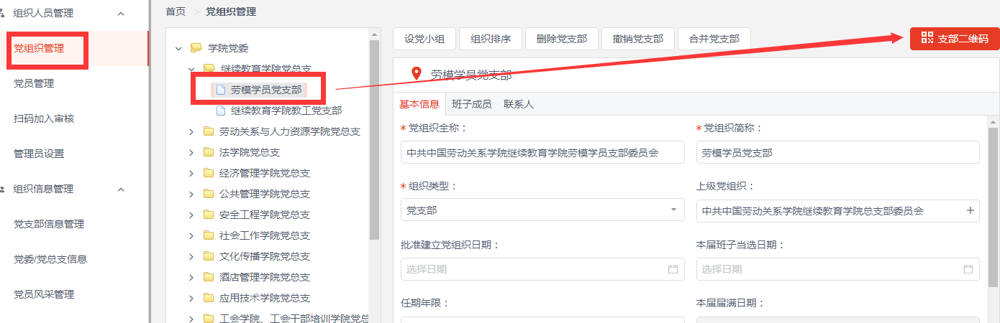 组织人员管理
党组织管理
党员管理
扫码加入审核
管理员设置
组织信息管理
党支部信息管理
党委/党总支信息
党员风采管理
首页 > 党组织管理
学院党委
继续教育学院党总支
劳模学员党支部
继续教育学院教工党支部
劳动关系与人力资源学院党总支
法学院党总支
经济管理学院党总支
公共管理学院党总支
安全工程学院党总支
社会工作学院党总支
文化传播学院党总支
酒店管理学院党总支
应用技术学院党总支
工会学院、工会干部培训学院党总
设党小组 组织排序 删除党支部 撤销党支部 合并党支部 支部二维码
劳模学员党支部
基本信息 班子成员 联系人
* 党组织全称： * 党组织简称：
中共中国劳动关系学院继续教育学院劳模学员支部委员会 劳模学员党支部
* 组织类型： 上级党组织：
党支部 中共中国劳动关系学院继续教育学院总支部委员会 +
批准建立党组织日期： 本届班子当选日期：
选择日期 选择日期
任期年限： 本届届满日期：